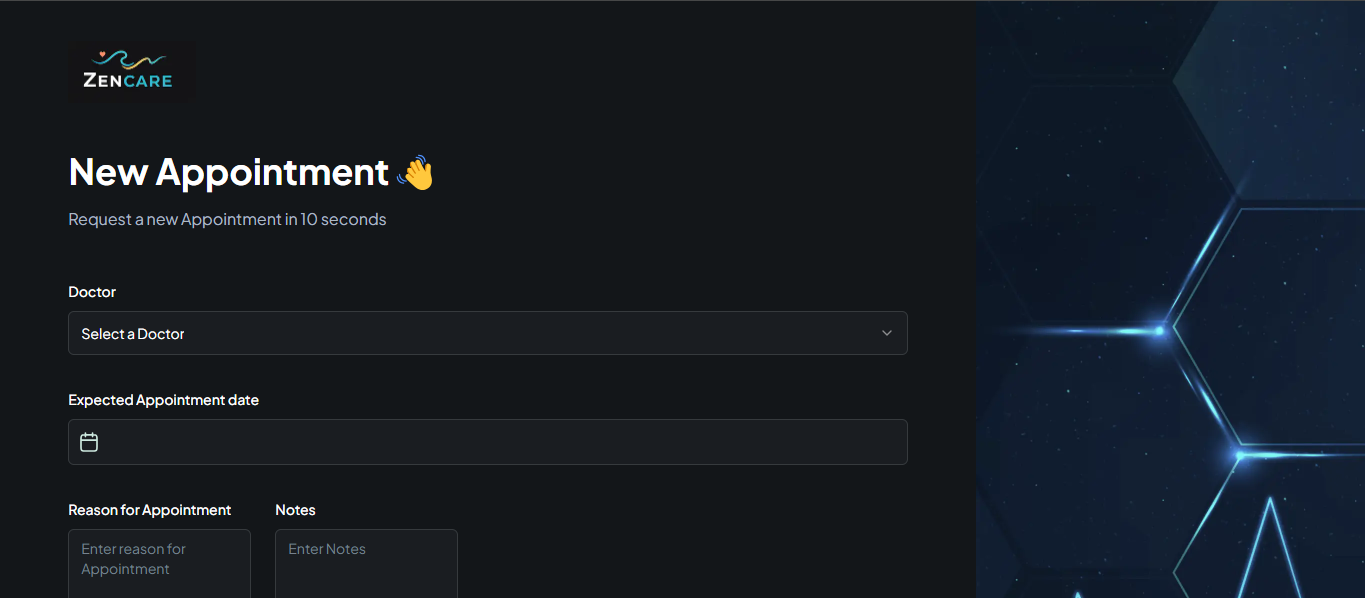 ZENCARE
New Appointment 👋
Request a new Appointment in 10 seconds
Doctor
Select a Doctor
Expected Appointment date
Reason for Appointment
Notes
Enter reason for
Appointment
Enter Notes